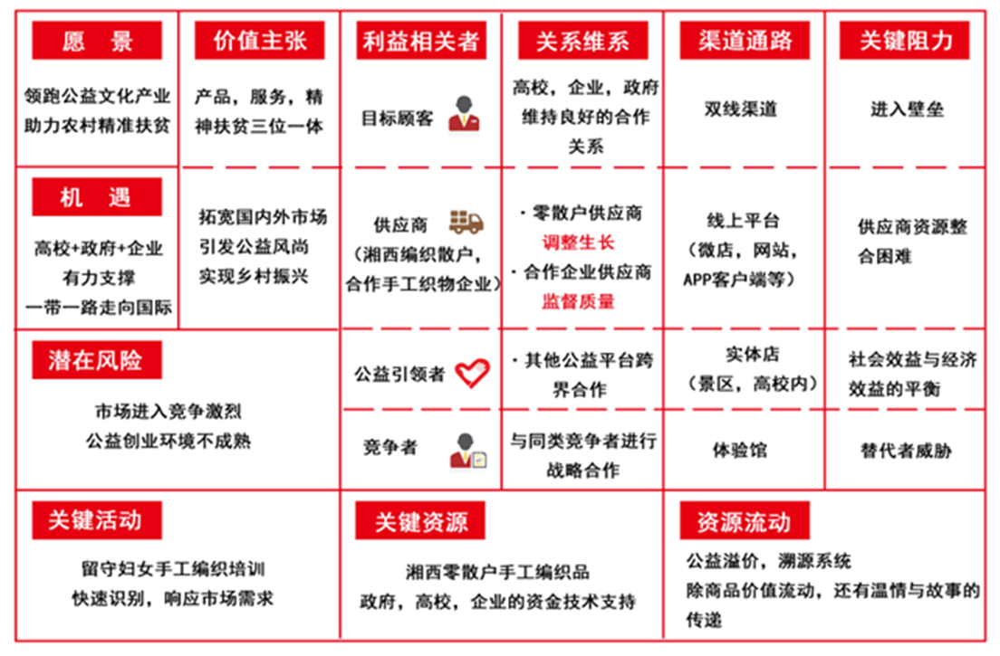 愿 景
领跑公益文化产业
助力农村精准扶贫
价值主张
产品，服务，精
神扶贫三位一体
拓宽国内外市场
引发公益风尚
实现乡村振兴
机 遇
高校+政府+企业
有力支撑
一带一路走向国际
潜在风险
市场进入竞争激烈
公益创业环境不成熟
利益相关者
目标顾客
供应商
（湘西编织散户，
合作手工织物企业）
公益引领者
竞争者
关系维系
高校，企业，政府
维持良好的合作
关系
·零散户供应商
调整生长
·合作企业供应商
监督质量
·其他公益平台跨
界合作
与同类竞争者进行
战略合作
渠道通路
双线渠道
线上平台
（微店，网站，
APP客户端等）
实体店
（景区，高校内）
体验馆
关键阻力
进入壁垒
供应商资源整
合困难
社会效益与经济
效益的平衡
替代者威胁
关键活动
留守妇女手工编织培训
快速识别，响应市场需求
关键资源
湘西零散户手工编织品
政府，高校，企业的资金技术支持
资源流动
公益溢价，溯源系统
除商品价值流动，还有温情与故事的
传递